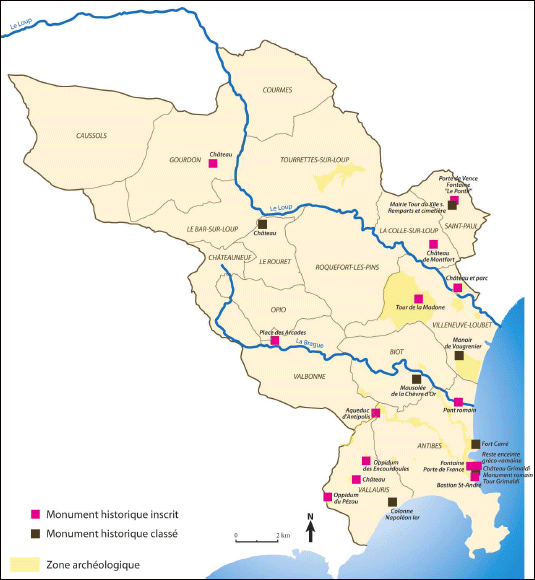 Le Loup
COURMES
CAUSSOLS
GOURDON
Château
TOURRETTES-SUR-LOUP
Porte de Vence
Fontaine
"Le Pontis"
Mairie Tour du XIIe s.
Remparts et cimetière
Le Loup
SAINT-PAUL
LE BAR-SUR-LOUP
Château
LA COLLE-SUR-LOUP
Château
de Montfort
CHÂTEAUNEUF
LE ROURET
ROQUEFORT-LES-PINS
Château et parc
Tour de la Madone
OPIO
VILLENEUVE-LOUBET
Place des Arcades
La Brague
Manoir
de Vaugrenier
BIOT
VALBONNE
Mausolée
de la Chèvre d'Or
Pont romain
Aqueduc
d'Antipolis
ANTIBES
Fort Carré
Reste enceinte
gréco-romaine
Oppidum
des Encourdoules
Fontaine
Porte de France
Château Grimaldi
Monument romain
Tour Grimaldi
Château
VALLAURIS
Bastion St-André
Oppidum
du Pézou
Colonne
Napoléon Ier
Monument historique inscrit
Monument historique classé
Zone archéologique
N
0
2 km